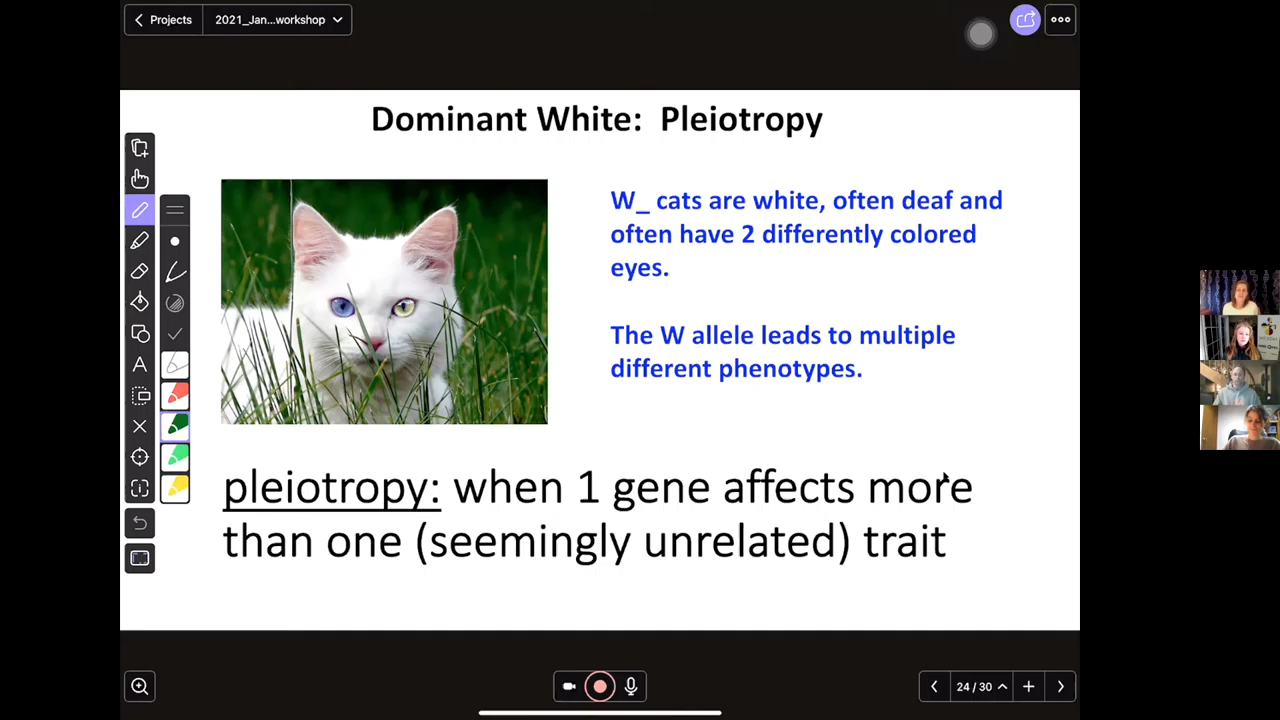 Projects
2021_Jan...workshop
Dominant White: Pleiotropy
W_ cats are white, often deaf and
often have 2 differently colored
eyes.
The W allele leads to multiple
different phenotypes.
pleiotropy: when 1 gene affects more
than one (seemingly unrelated) trait
A
24 / 30